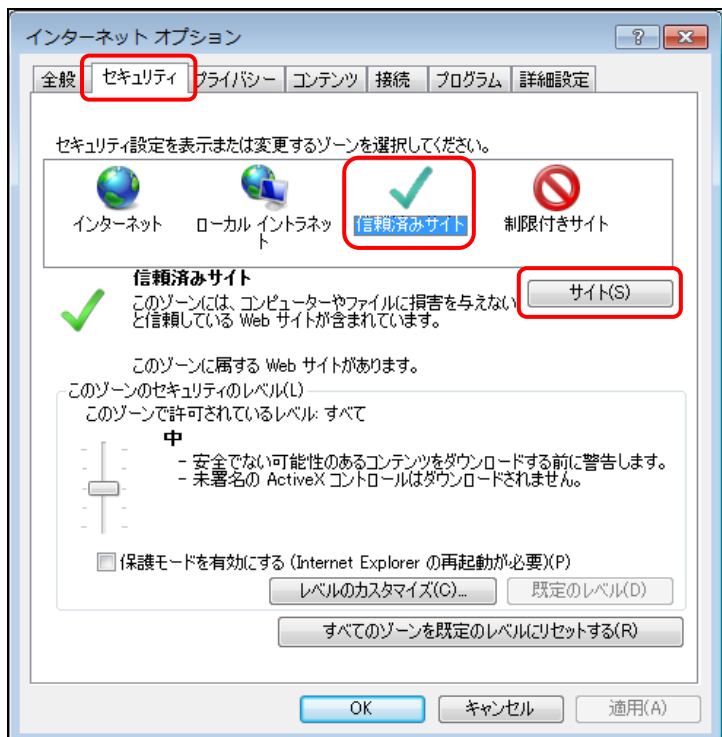 インターネット オプション
全般 セキュリティ プライバシー コンテンツ 接続 プログラム 詳細設定
セキュリティ設定を表示または変更するゾーンを選択してください。
インターネット
ローカル イントラネッ
ト
信頼済みサイト
制限付きサイト
信頼済みサイト
このゾーンには、コンピューターやファイルに損害を与えない
と信頼している Web サイトが含まれています。
サイト(S)
このゾーンに属する Web サイトがあります。
このゾーンのセキュリティのレベル(L)
このゾーンで許可されているレベル: すべて
中
- 安全でない可能性のあるコンテンツをダウンロードする前に警告します。
- 未署名の ActiveX コントロールはダウンロードされません。
保護モードを有効にする (Internet Explorer の再起動が必要)(P)
レベルのカスタマイズ(C)... 既定のレベル(D)
すべてのゾーンを既定のレベルにリセットする(R)
OK キャンセル 適用(A)